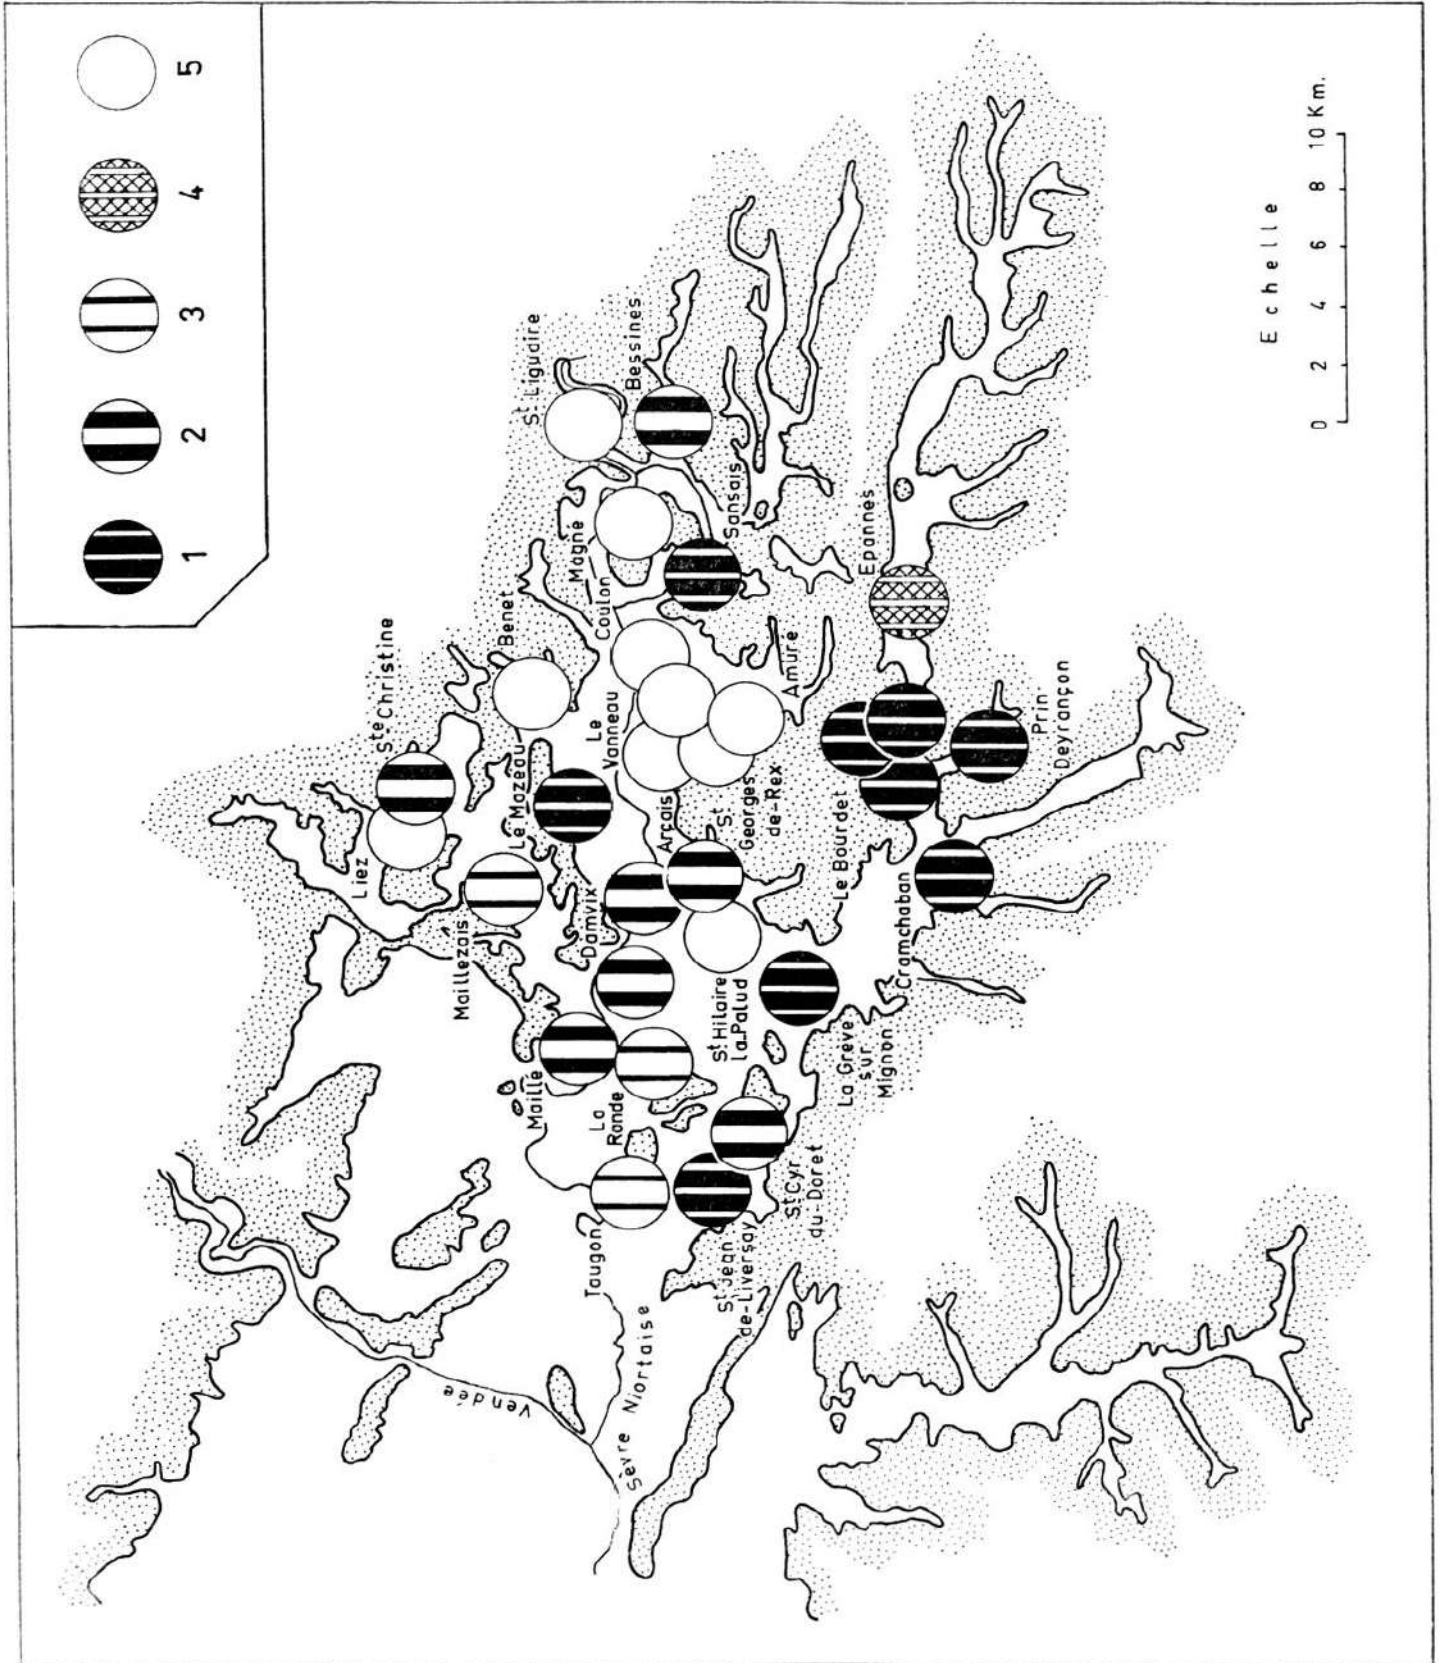 1
2
3
4
5
Echelle
0 2 4 6 8 10 Km.
St Liguaire
Bessines
Magné
Coulon
Sansais
Benet
Ste Christine
Le
Vanneau
Amuré
Epannes
Prin
Deyrançon
Le Mazeau
Liez
Arçais
St
Georges
de-Rex
Le Bourdet
Damvix
Maillezais
Cramchaban
St Hilaire
la-Palud
La Grève
sur
Mignon
Maillé
La
Ronde
St Cyr
du-Doret
Taugon
St Jean
de-Liversay
Sèvre Niortaise
Vendée